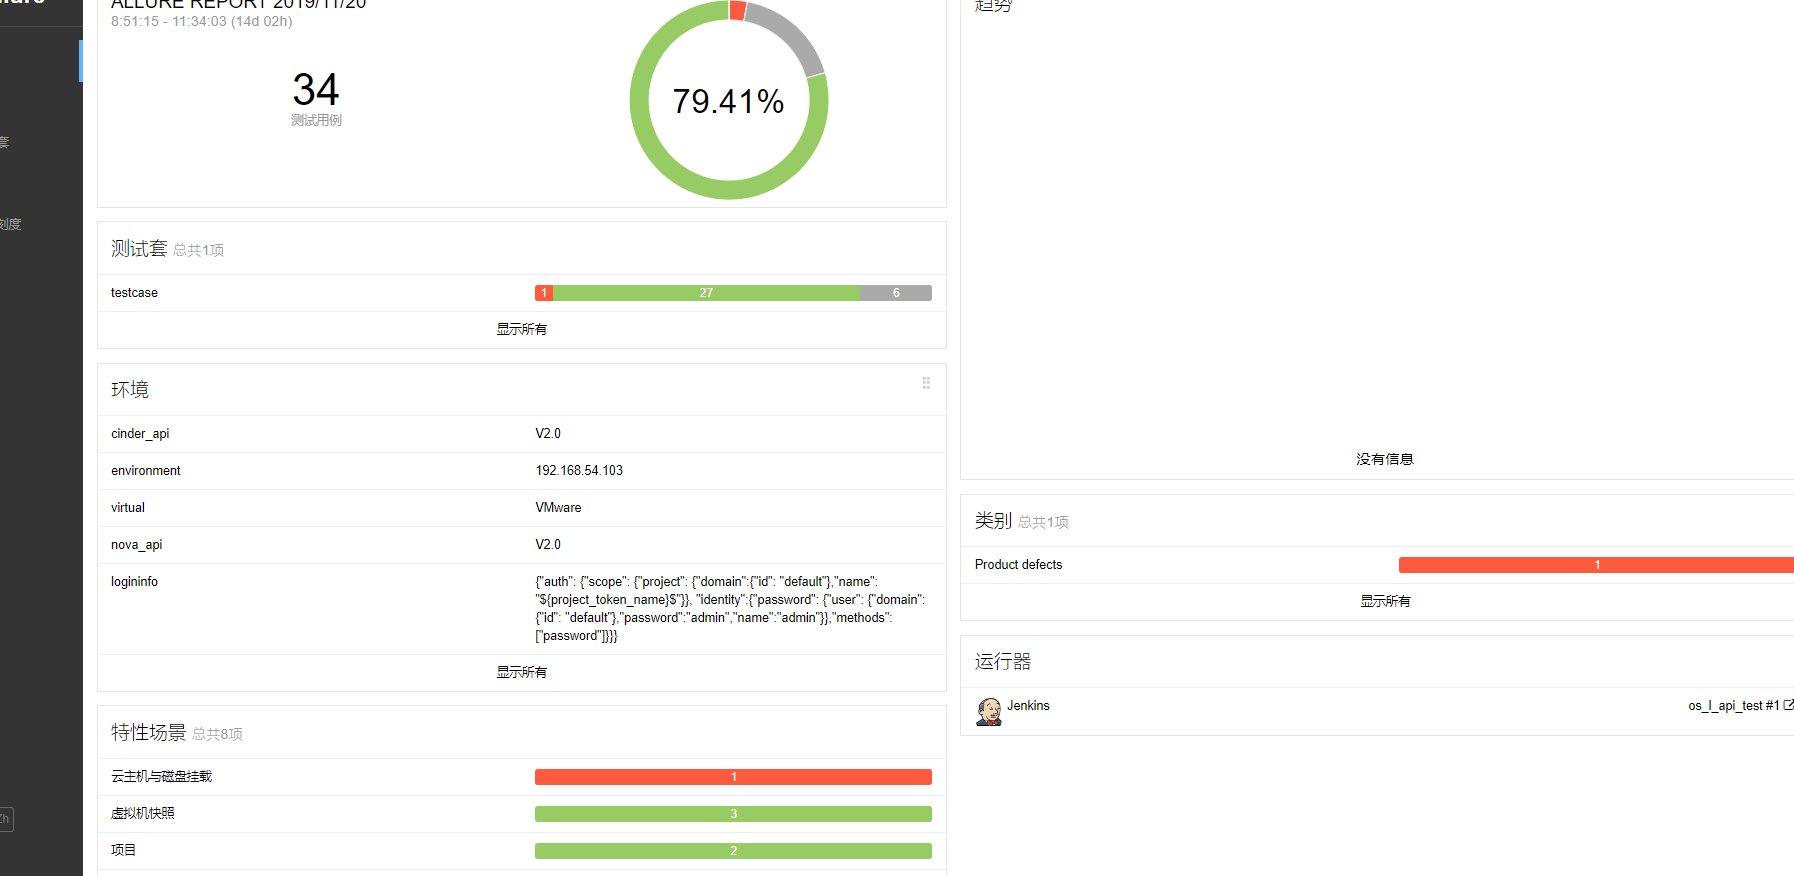 ALLURE REPORT 2019/11/20
8:51:15 - 11:34:03 (14d 02h)
34
测试用例
79.41%
套
刻度
Zh
测试套 总共1项
testcase
1 27 6
显示所有
环境
cinder_api V2.0
environment 192.168.54.103
virtual VMware
nova_api V2.0
logininfo
{"auth": {"scope": {"project": {"domain":{"id": "default"},"name":
"${project_token_name}$"}}, "identity":{"password": {"user": {"domain":
{"id": "default"},"password":"admin","name":"admin"}},"methods":
["password"]}}}
显示所有
特性场景 总共8项
云主机与磁盘挂载 1
虚拟机快照 3
项目 2
趋势
没有信息
类别 总共1项
Product defects 1
显示所有
运行器
Jenkins os_l_api_test #1